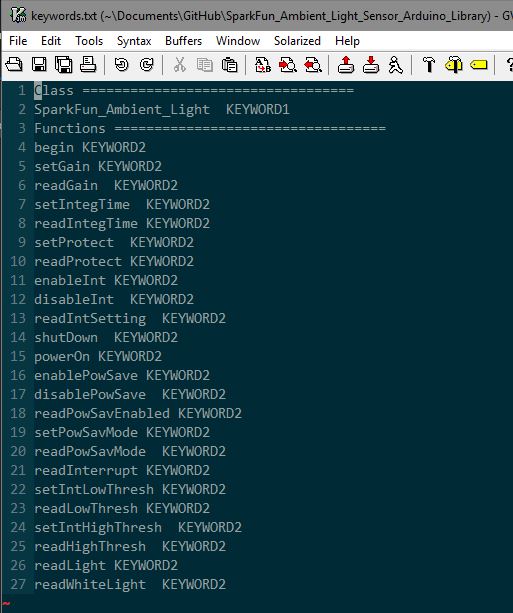 keywords.txt (~\Documents\GitHub\SparkFun_Ambient_Light_Sensor_Arduino_Library) - GV
File Edit Tools Syntax Buffers Window Solarized Help
1 Class ==================================
2 SparkFun_Ambient_Light  KEYWORD1
3 Functions ==================================
4 begin KEYWORD2
5 setGain KEYWORD2
6 readGain  KEYWORD2
7 setIntegTime  KEYWORD2
8 readIntegTime KEYWORD2
9 setProtect  KEYWORD2
10 readProtect KEYWORD2
11 enableInt KEYWORD2
12 disableInt  KEYWORD2
13 readIntSetting  KEYWORD2
14 shutDown  KEYWORD2
15 powerOn KEYWORD2
16 enablePowSave KEYWORD2
17 disablePowSave  KEYWORD2
18 readPowSavEnabled KEYWORD2
19 setPowSavMode KEYWORD2
20 readPowSavMode  KEYWORD2
21 readInterrupt KEYWORD2
22 setIntLowThresh KEYWORD2
23 readLowThresh KEYWORD2
24 setIntHighThresh  KEYWORD2
25 readHighThresh  KEYWORD2
26 readLight KEYWORD2
27 readWhiteLight  KEYWORD2
~